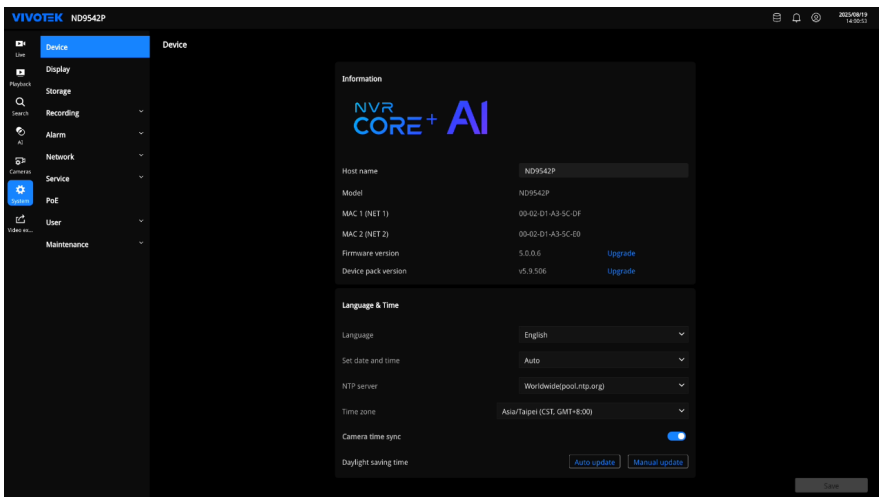 VIVOTEK ND9542P
2025/08/19
14:00:53
Live
Playback
Search
AI
Cameras
System
Video ex...
Device
Display
Storage
Recording
Alarm
Network
Service
PoE
User
Maintenance
Device
Information
NVR
CORE+ AI
Host name ND9542P
Model ND9542P
MAC 1 (NET 1) 00-02-D1-A3-5C-DF
MAC 2 (NET 2) 00-02-D1-A3-5C-E0
Firmware version 5.0.0.6 Upgrade
Device pack version v5.9.506 Upgrade
Language & Time
Language English
Set date and time Auto
NTP server Worldwide(pool.ntp.org)
Time zone Asia/Taipei (CST, GMT+8:00)
Camera time sync
Daylight saving time Auto update Manual update
Save